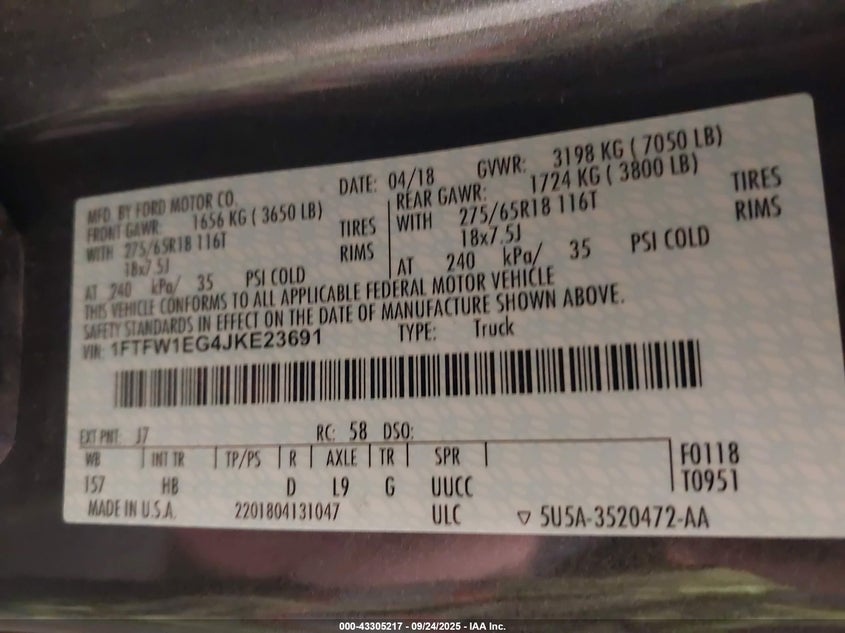 MFD. BY FORD MOTOR CO. DATE: 04/18 GVWR: 3198 KG ( 7050 LB)
FRONT GAWR: 1656 KG ( 3650 LB) REAR GAWR: 1724 KG ( 3800 LB)
WITH 275/65R18 116T TIRES WITH 275/65R18 116T TIRES
18x7.5J RIMS 18x7.5J RIMS
AT 240 kPa/ 35 PSI COLD AT 240 kPa/ 35 PSI COLD
THIS VEHICLE CONFORMS TO ALL APPLICABLE FEDERAL MOTOR VEHICLE
SAFETY STANDARDS IN EFFECT ON THE DATE OF MANUFACTURE SHOWN ABOVE.
VIN: 1FTFW1EG4JKE23691 TYPE: Truck
EXT PNT: J7 RC: 58 DSO:
WB INT TR TP/PS R AXLE TR SPR F0118
157 HB D L9 G UUCC T0951
MADE IN U.S.A. 2201804131047 ULC ▽ 5U5A-3520472-AA
000-43305217 - 09/24/2025 - IAA Inc.